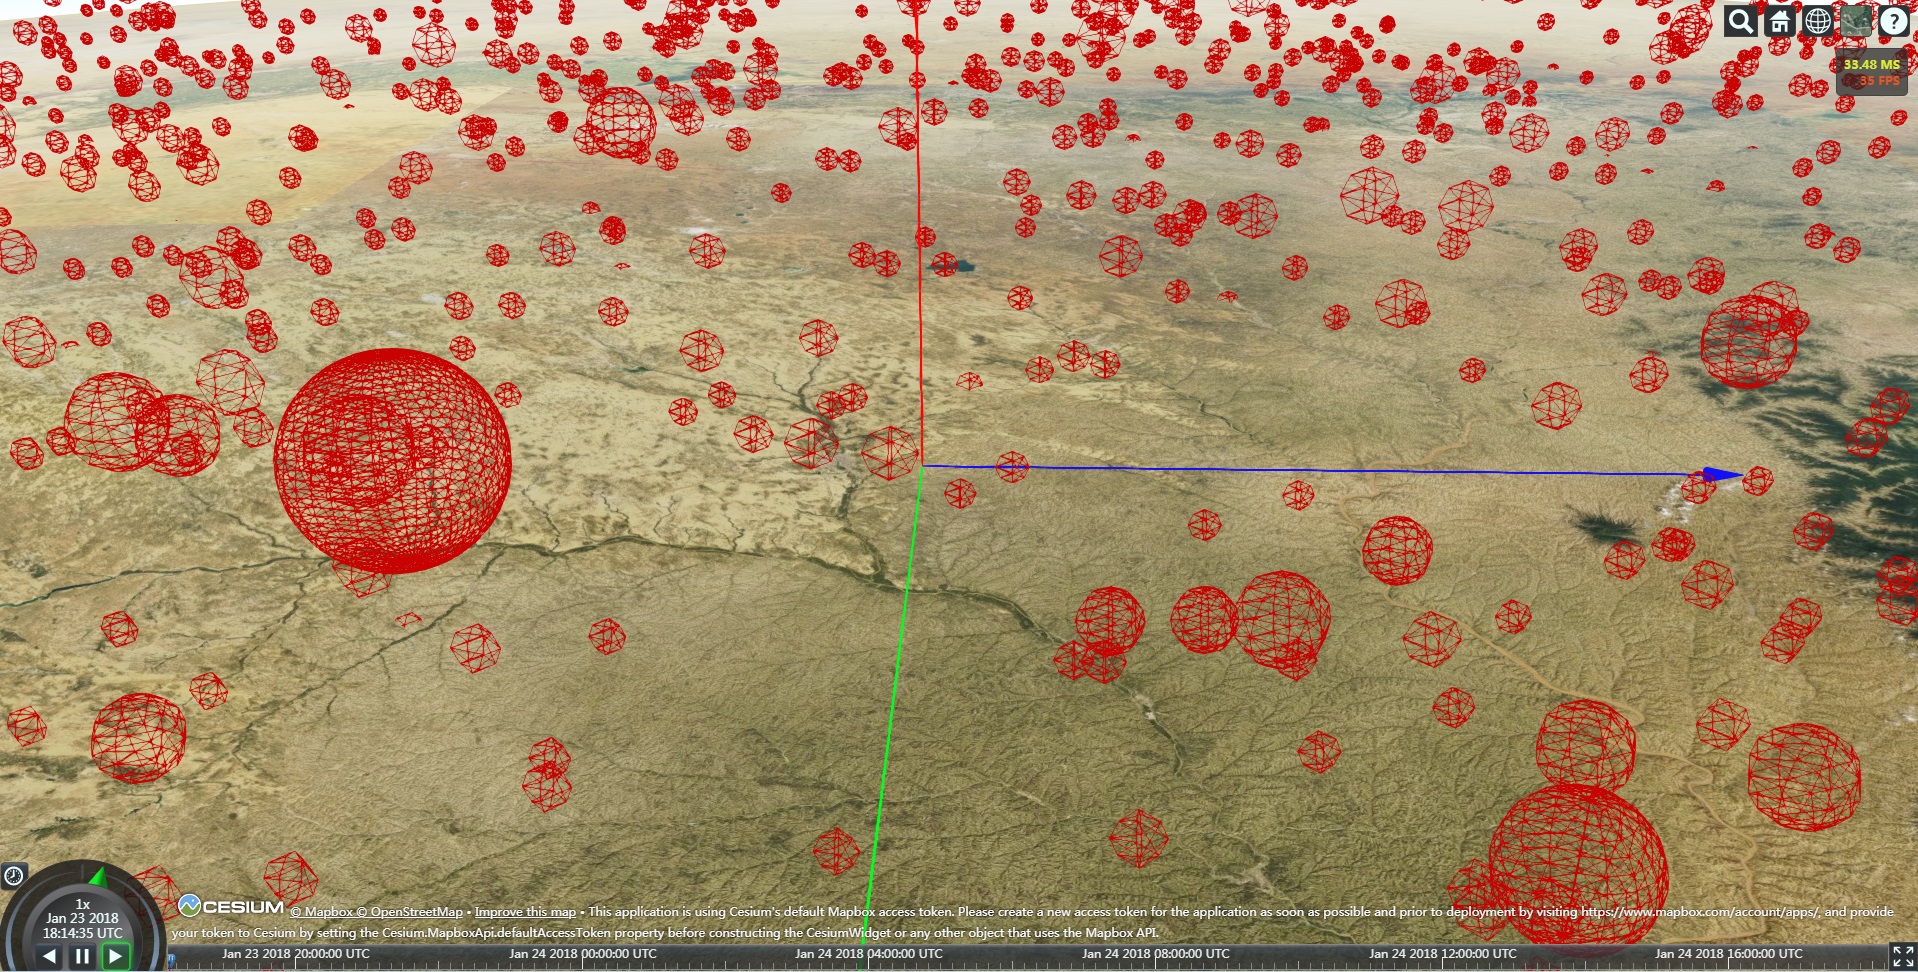 ?
33.48 MS
35 FPS
1x
Jan 23 2018
18:14:35 UTC
CESIUM © Mapbox © OpenStreetMap • Improve this map • This application is using Cesium's default Mapbox access token. Please create a new access token for the application as soon as possible and prior to deployment by visiting https://www.mapbox.com/account/apps/, and provide
your token to Cesium by setting the Cesium.MapboxApi.defaultAccessToken property before constructing the CesiumWidget or any other object that uses the Mapbox API.
Jan 23 2018 20:00:00 UTC Jan 24 2018 00:00:00 UTC Jan 24 2018 04:00:00 UTC Jan 24 2018 08:00:00 UTC Jan 24 2018 12:00:00 UTC Jan 24 2018 16:00:00 UTC